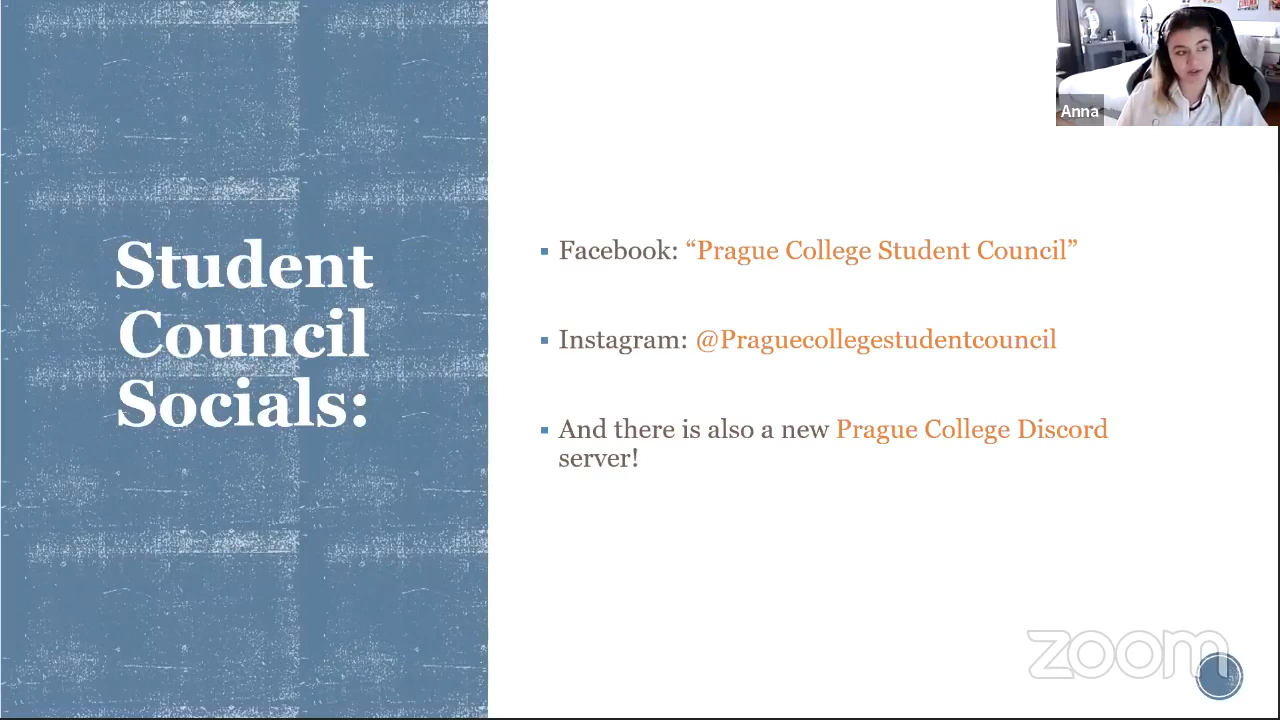 Student
Council
Socials:
Facebook: “Prague College Student Council”
Instagram: @Praguecollegestudentcouncil
And there is also a new Prague College Discord
server!
Anna
zoom